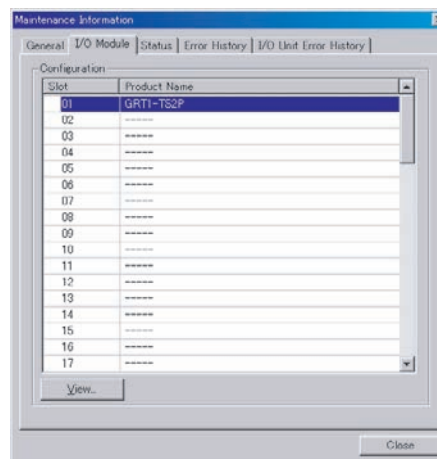 Maintenance Information
General I/O Module Status Error History I/O Unit Error History
Configuration
Slot Product Name
01 GRT1-TS2P
02 -----
03 -----
04 -----
05 -----
06 -----
07 -----
08 -----
09 -----
10 -----
11 -----
12 -----
13 -----
14 -----
15 -----
16 -----
17 -----
View...
Close